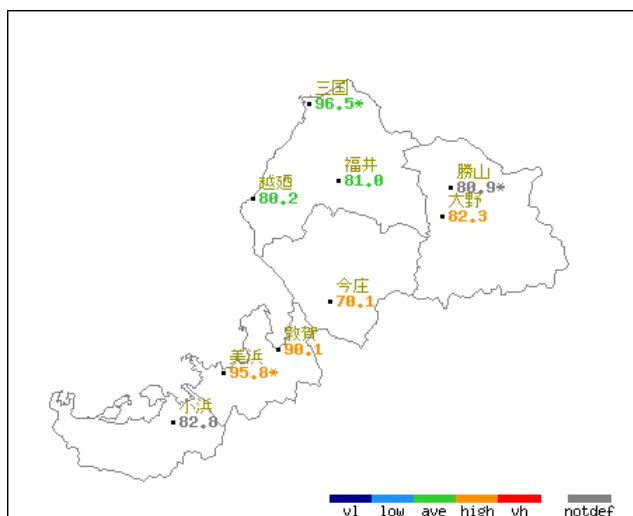 三国
96.5*
福井
81.0
越廼
80.2
勝山
80.9*
大野
82.3
今庄
70.1
敦賀
90.1
美浜
95.8*
小浜
82.8
vl low ave high vh notdef